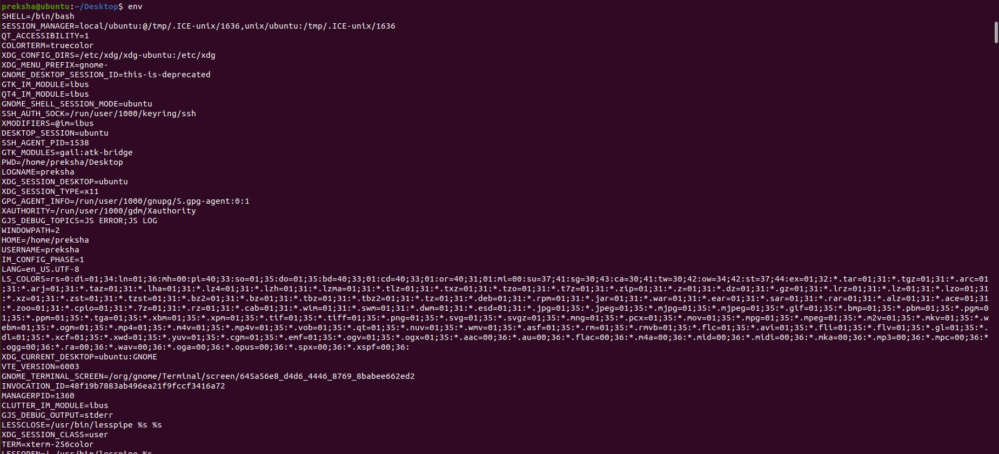 preksha@ubuntu:~/Desktop$ env
SHELL=/bin/bash
SESSION_MANAGER=local/ubuntu:@/tmp/.ICE-unix/1636,unix/ubuntu:/tmp/.ICE-unix/1636
QT_ACCESSIBILITY=1
COLORTERM=truecolor
XDG_CONFIG_DIRS=/etc/xdg/xdg-ubuntu:/etc/xdg
XDG_MENU_PREFIX=gnome-
GNOME_DESKTOP_SESSION_ID=this-is-deprecated
GTK_IM_MODULE=ibus
QT4_IM_MODULE=ibus
GNOME_SHELL_SESSION_MODE=ubuntu
SSH_AUTH_SOCK=/run/user/1000/keyring/ssh
XMODIFIERS=@im=ibus
DESKTOP_SESSION=ubuntu
SSH_AGENT_PID=1538
GTK_MODULES=gail:atk-bridge
PWD=/home/preksha/Desktop
LOGNAME=preksha
XDG_SESSION_DESKTOP=ubuntu
XDG_SESSION_TYPE=x11
GPG_AGENT_INFO=/run/user/1000/gnupg/S.gpg-agent:0:1
XAUTHORITY=/run/user/1000/gdm/Xauthority
GJS_DEBUG_TOPICS=JS ERROR;JS LOG
WINDOWPATH=2
HOME=/home/preksha
USERNAME=preksha
IM_CONFIG_PHASE=1
LANG=en_US.UTF-8
LS_COLORS=rs=0:di=01;34:ln=01;36:mh=00:pi=40;33:so=01;35:do=01;35:bd=40;33;01:cd=40;33;01:or=40;31;01:mi=00:su=37;41:sg=30;43:ca=30;41:tw=30;42:ow=34;42:st=37;44:ex=01;32:*.tar=01;31:*.tgz=01;31:*.arc=01
;31:*.arj=01;31:*.taz=01;31:*.lha=01;31:*.lz4=01;31:*.lzh=01;31:*.lzma=01;31:*.tlz=01;31:*.txz=01;31:*.tzo=01;31:*.t7z=01;31:*.zip=01;31:*.z=01;31:*.dz=01;31:*.gz=01;31:*.lrz=01;31:*.lz=01;31:*.lzo=01;31
:*.xz=01;31:*.zst=01;31:*.tzst=01;31:*.bz2=01;31:*.bz=01;31:*.tbz=01;31:*.tbz2=01;31:*.tz=01;31:*.deb=01;31:*.rpm=01;31:*.jar=01;31:*.war=01;31:*.ear=01;31:*.sar=01;31:*.rar=01;31:*.alz=01;31:*.ace=01;31
:*.zoo=01;31:*.cpio=01;31:*.7z=01;31:*.rz=01;31:*.cab=01;31:*.wim=01;31:*.swm=01;31:*.dwm=01;31:*.esd=01;31:*.jpg=01;35:*.jpeg=01;35:*.mjpg=01;35:*.mjpeg=01;35:*.gif=01;35:*.bmp=01;35:*.pbm=01;35:*.pgm=0
1;35:*.ppm=01;35:*.tga=01;35:*.xbm=01;35:*.xpm=01;35:*.tif=01;35:*.tiff=01;35:*.png=01;35:*.svg=01;35:*.svgz=01;35:*.mng=01;35:*.pcx=01;35:*.mov=01;35:*.mpg=01;35:*.mpeg=01;35:*.m2v=01;35:*.mkv=01;35:*.w
ebm=01;35:*.ogm=01;35:*.mp4=01;35:*.m4v=01;35:*.mp4v=01;35:*.vob=01;35:*.qt=01;35:*.nuv=01;35:*.wmv=01;35:*.asf=01;35:*.rm=01;35:*.rmvb=01;35:*.flc=01;35:*.avi=01;35:*.fli=01;35:*.flv=01;35:*.gl=01;35:*.
dl=01;35:*.xcf=01;35:*.xwd=01;35:*.yuv=01;35:*.cgm=01;35:*.emf=01;35:*.ogv=01;35:*.ogx=01;35:*.aac=00;36:*.au=00;36:*.flac=00;36:*.m4a=00;36:*.mid=00;36:*.midi=00;36:*.mka=00;36:*.mp3=00;36:*.mpc=00;36:*
.ogg=00;36:*.ra=00;36:*.wav=00;36:*.oga=00;36:*.opus=00;36:*.spx=00;36:*.xspf=00;36:
XDG_CURRENT_DESKTOP=ubuntu:GNOME
VTE_VERSION=6003
GNOME_TERMINAL_SCREEN=/org/gnome/Terminal/screen/645a56e8_d4d6_4446_8769_8babee662ed2
INVOCATION_ID=48f19b7883ab496ea21f9fccf3416a72
MANAGERPID=1360
CLUTTER_IM_MODULE=ibus
GJS_DEBUG_OUTPUT=stderr
LESSCLOSE=/usr/bin/lesspipe %s %s
XDG_SESSION_CLASS=user
TERM=xterm-256color
LESSOPEN=| /usr/bin/lesspipe %s